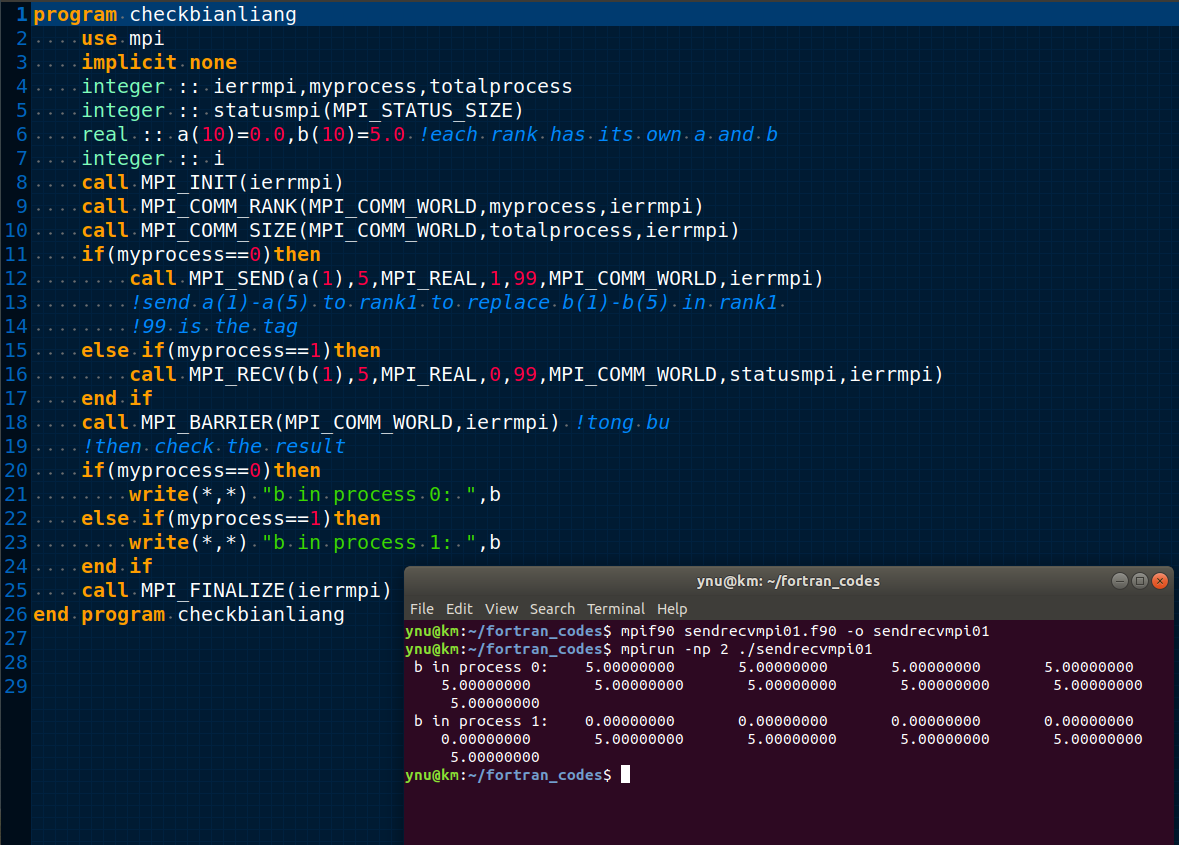 1 program checkbianliang
2     use mpi
3     implicit none
4     integer :: ierrmpi,myprocess,totalprocess
5     integer :: statusmpi(MPI_STATUS_SIZE)
6     real :: a(10)=0.0,b(10)=5.0 !each rank has its own a and b
7     integer :: i
8     call MPI_INIT(ierrmpi)
9     call MPI_COMM_RANK(MPI_COMM_WORLD,myprocess,ierrmpi)
10     call MPI_COMM_SIZE(MPI_COMM_WORLD,totalprocess,ierrmpi)
11     if(myprocess==0)then
12         call MPI_SEND(a(1),5,MPI_REAL,1,99,MPI_COMM_WORLD,ierrmpi)
13         !send a(1)-a(5) to rank1 to replace b(1)-b(5) in rank1
14         !99 is the tag
15     else if(myprocess==1)then
16         call MPI_RECV(b(1),5,MPI_REAL,0,99,MPI_COMM_WORLD,statusmpi,ierrmpi)
17     end if
18     call MPI_BARRIER(MPI_COMM_WORLD,ierrmpi) !tong bu
19     !then check the result
20     if(myprocess==0)then
21         write(*,*) "b in process 0: ",b
22     else if(myprocess==1)then
23         write(*,*) "b in process 1: ",b
24     end if
25     call MPI_FINALIZE(ierrmpi)
26 end program checkbianliang
27
28
29
ynu@km: ~/fortran_codes
File Edit View Search Terminal Help
ynu@km:~/fortran_codes$ mpif90 sendrecvmpi01.f90 -o sendrecvmpi01
ynu@km:~/fortran_codes$ mpirun -np 2 ./sendrecvmpi01
b in process 0:    5.00000000       5.00000000       5.00000000       5.00000000
5.00000000       5.00000000       5.00000000       5.00000000       5.00000000
5.00000000
b in process 1:    0.00000000       0.00000000       0.00000000       0.00000000
0.00000000       5.00000000       5.00000000       5.00000000       5.00000000
5.00000000
ynu@km:~/fortran_codes$